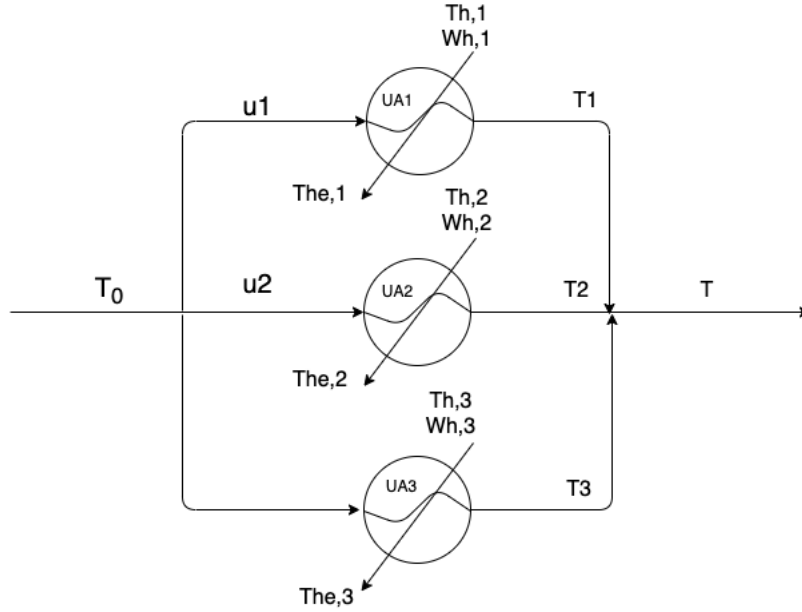 Th,1
Wh,1
UA1
u1
T1
The,1
Th,2
Wh,2
UA2
T0
u2
T2
T
The,2
Th,3
Wh,3
UA3
T3
The,3